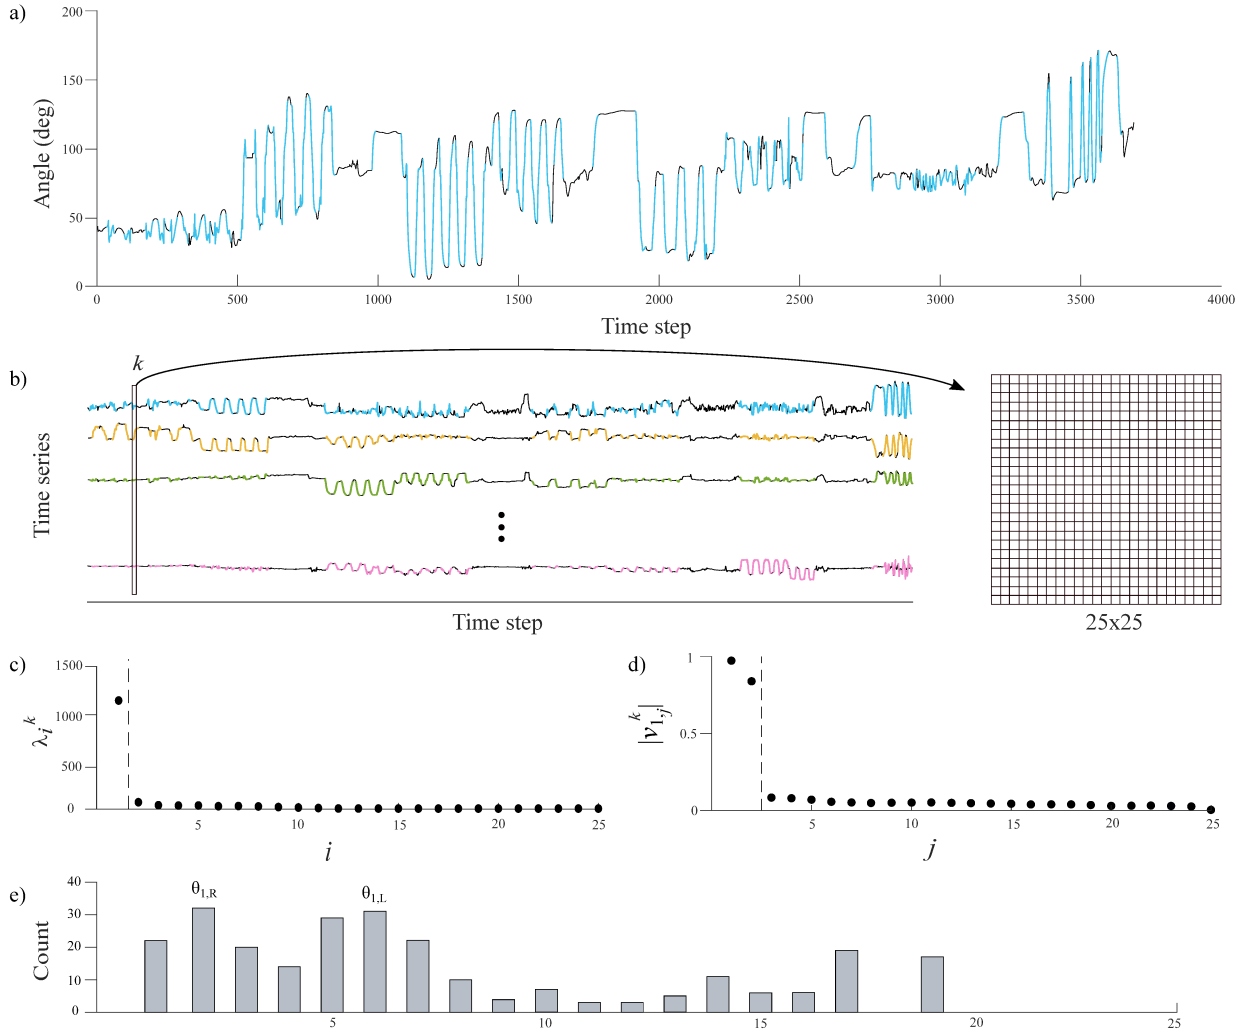 a)
200
150
100
50
0
Angle (deg)
0 500 1000 1500 2000 2500 3000 3500 4000
Time step
k
b)
Time series
Time step
25x25
c)
1500
1000
500
0
λᵢᵏ
5 10 15 20 25
i
d)
1
0.5
0
|vᵏ₁,ⱼ|
5 10 15 20 25
j
e)
40
30
20
10
0
Count
θ₁,R θ₁,L
5 10 15 20 25